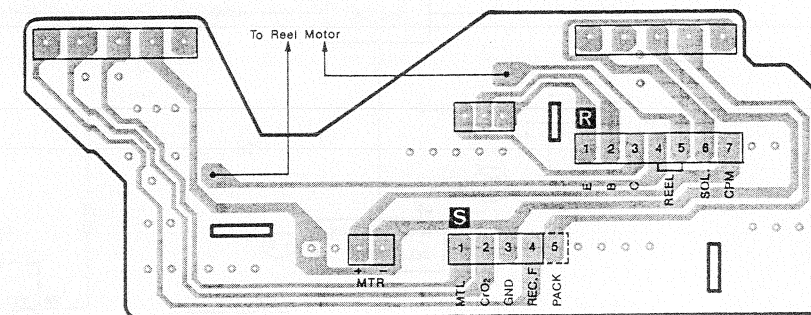 To Reel Motor
R
1 2 3 4 5 6 7
E B C REEL SOL. CPM
S
1 2 3 4 5
+ −
MTR
MTL CrO₂ GND REC.F PACK